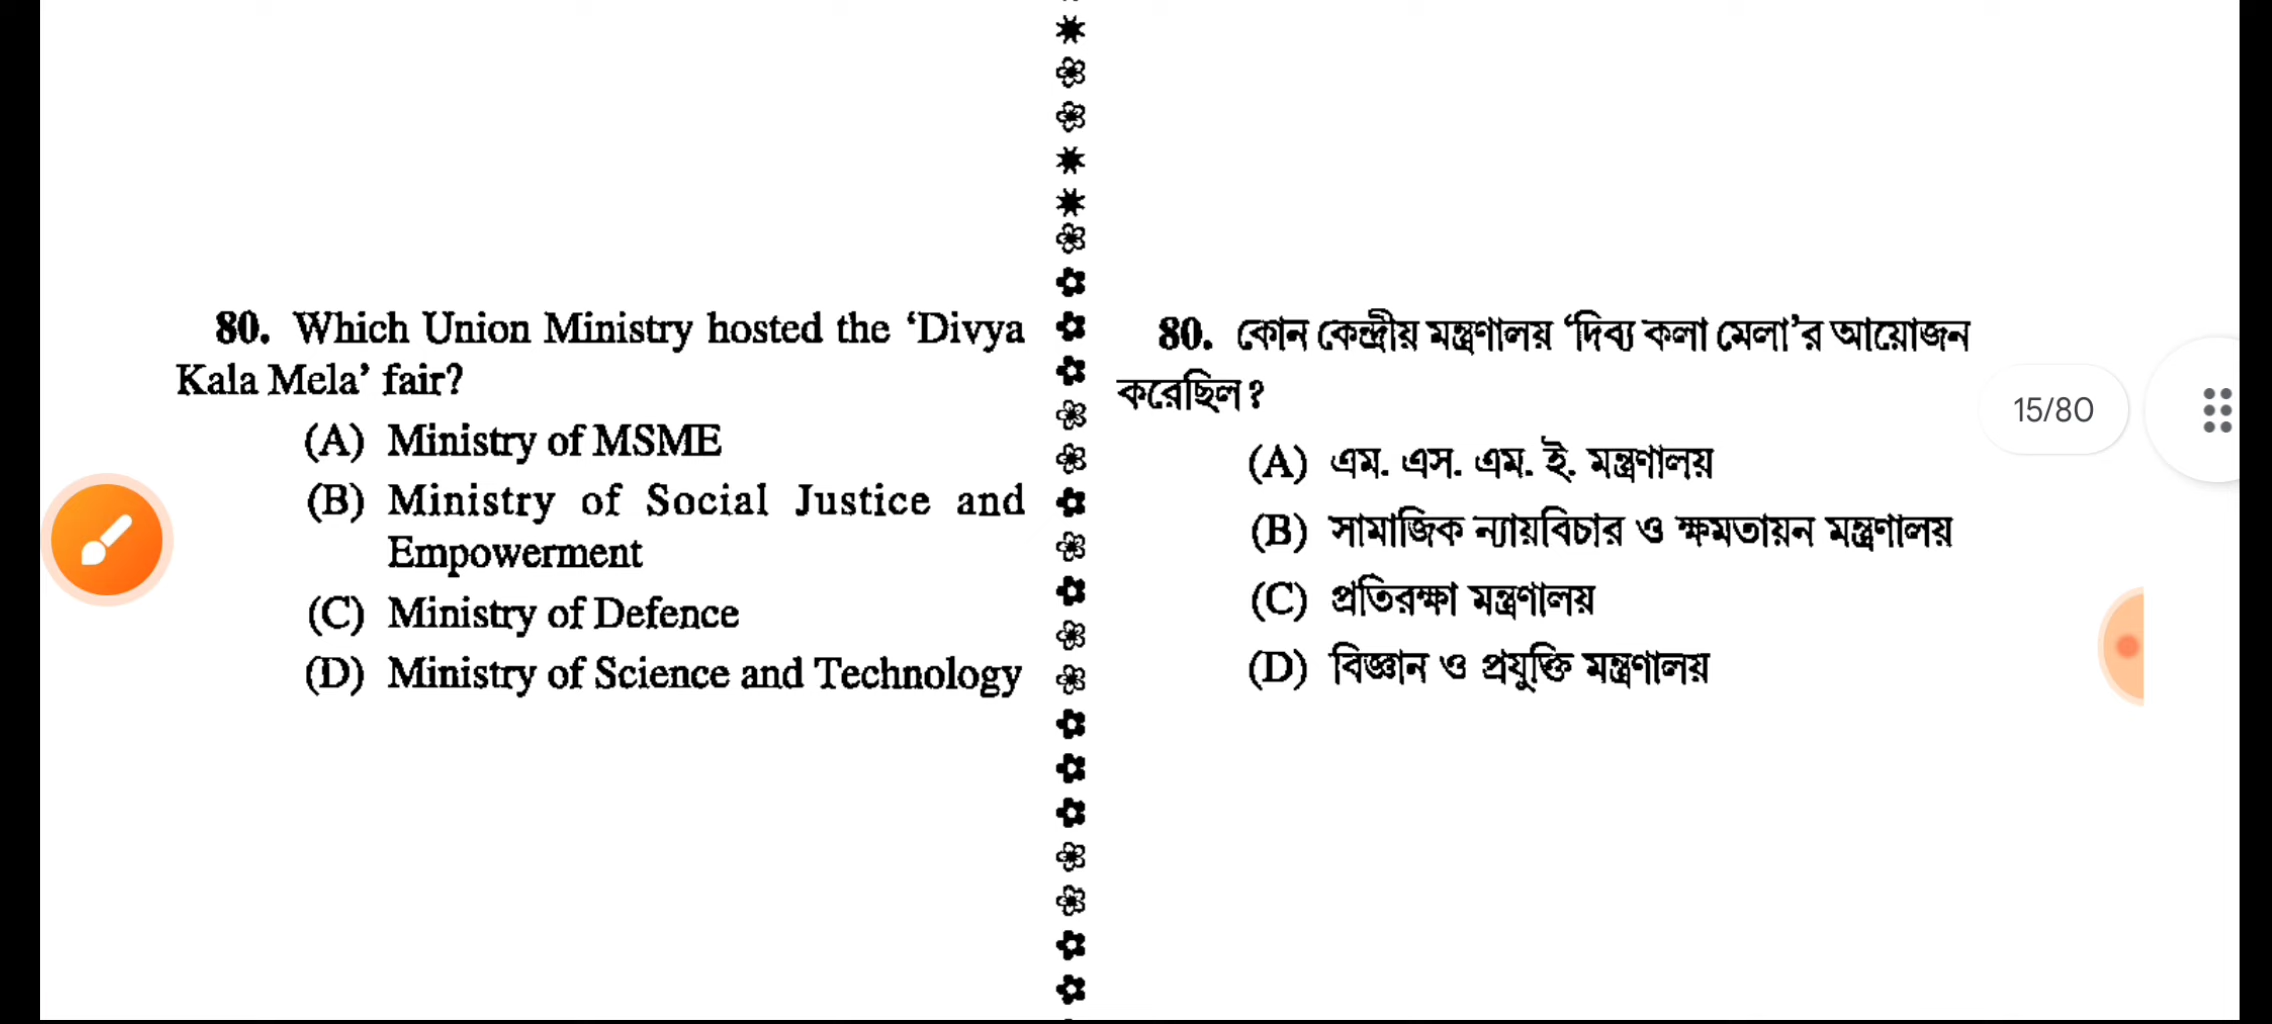 80. Which Union Ministry hosted the ‘Divya
Kala Mela’ fair?
(A) Ministry of MSME
(B) Ministry of Social Justice and
Empowerment
(C) Ministry of Defence
(D) Ministry of Science and Technology
80. কোন কেন্দ্রীয় মন্ত্রণালয় ‘দিব্য কলা মেলা’র আয়োজন
করেছিল?
(A) এম. এস. এম. ই. মন্ত্রণালয়
(B) সামাজিক ন্যায়বিচার ও ক্ষমতায়ন মন্ত্রণালয়
(C) প্রতিরক্ষা মন্ত্রণালয়
(D) বিজ্ঞান ও প্রযুক্তি মন্ত্রণালয়
15/80